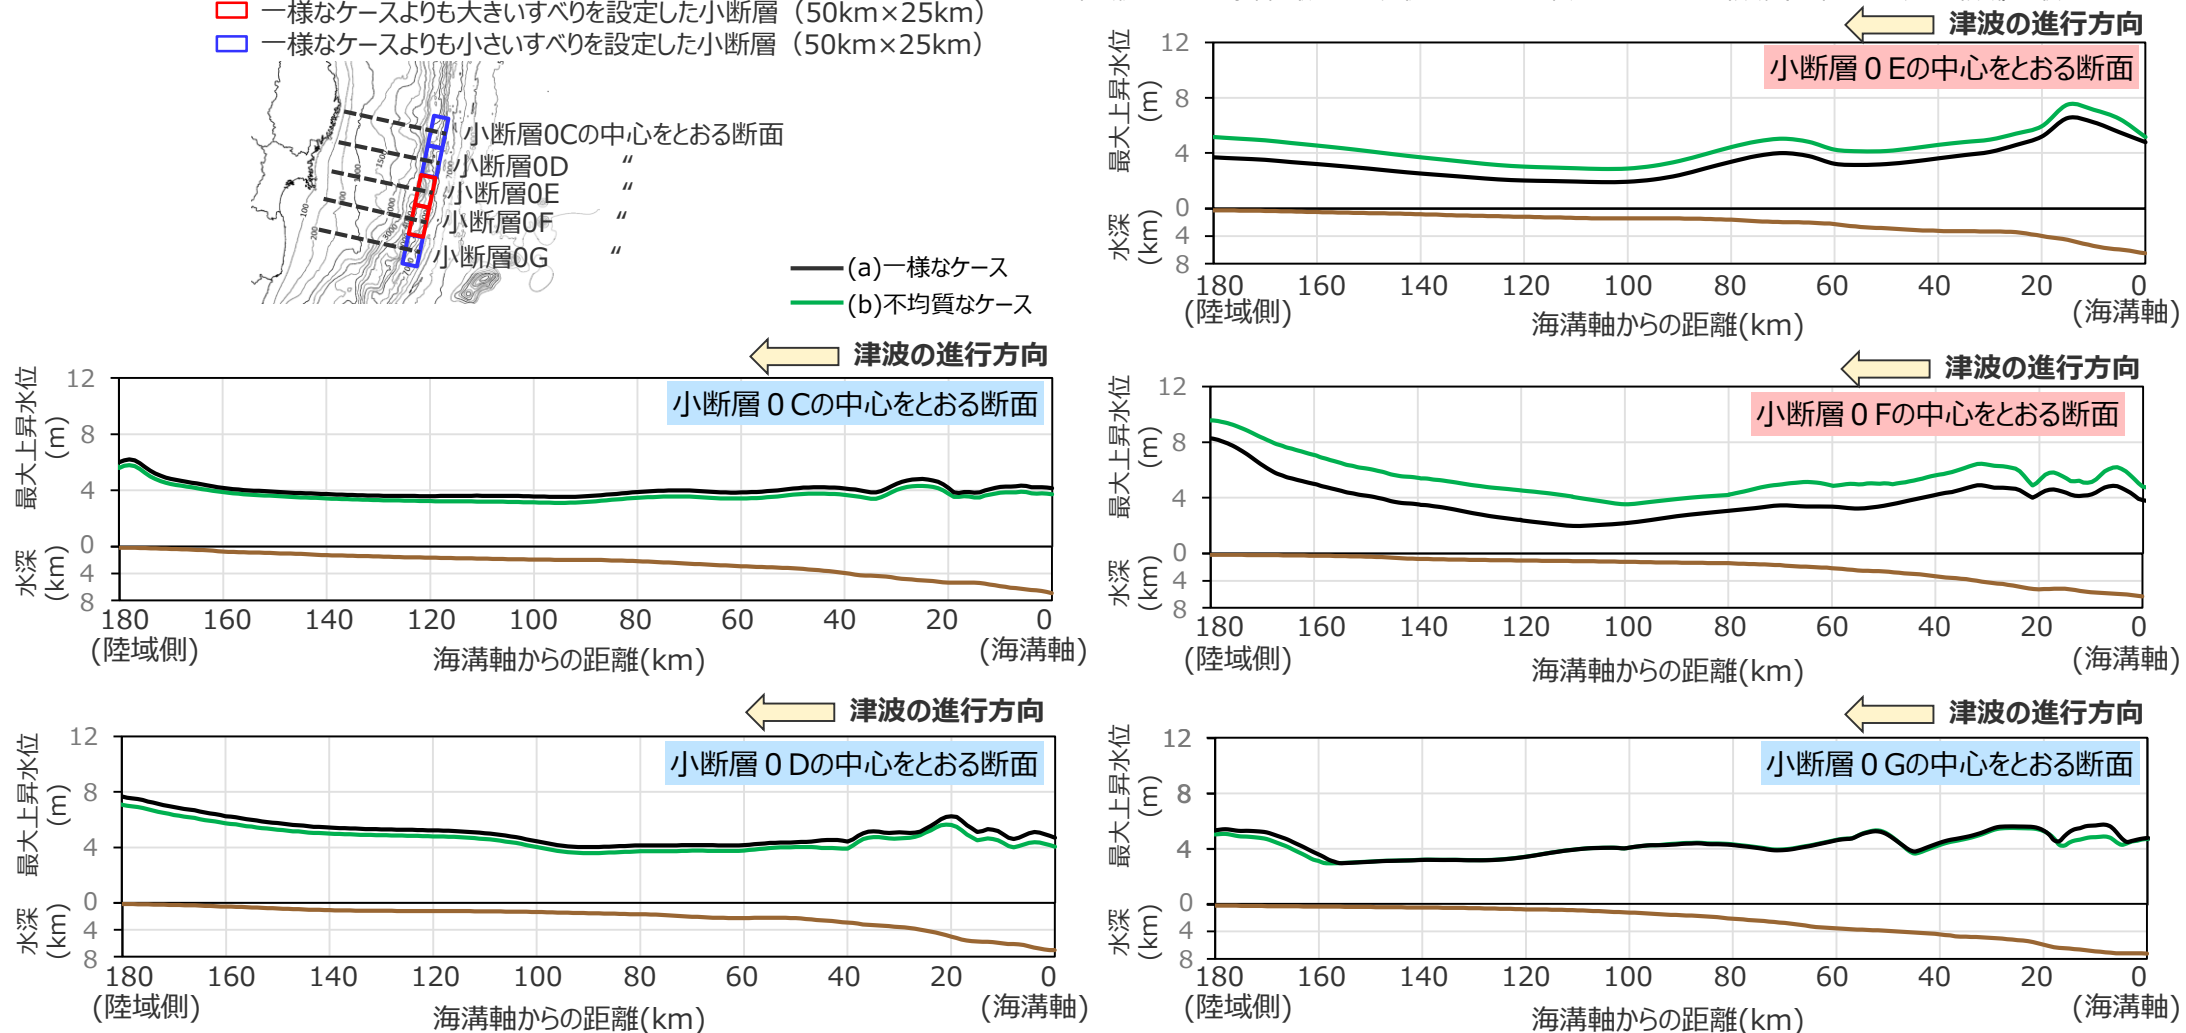 一様なケースよりも大きいすべりを設定した小断層（50km×25km）
一様なケースよりも小さいすべりを設定した小断層（50km×25km）
小断層0Cの中心をとおる断面
小断層0D “
小断層0E “
小断層0F “
小断層0G “
(a)一様なケース
(b)不均質なケース
津波の進行方向
小断層０Eの中心をとおる断面
最大上昇水位
(m)
12
8
4
0
水深
(km)
4
8
180 160 140 120 100 80 60 40 20 0
(陸域側) 海溝軸からの距離(km) (海溝軸)
津波の進行方向
小断層０Cの中心をとおる断面
最大上昇水位
(m)
12
8
4
0
水深
(km)
4
8
180 160 140 120 100 80 60 40 20 0
(陸域側) 海溝軸からの距離(km) (海溝軸)
津波の進行方向
小断層０Fの中心をとおる断面
最大上昇水位
(m)
12
8
4
0
水深
(km)
4
8
180 160 140 120 100 80 60 40 20 0
(陸域側) 海溝軸からの距離(km) (海溝軸)
津波の進行方向
小断層０Dの中心をとおる断面
最大上昇水位
(m)
12
8
4
0
水深
(km)
4
8
180 160 140 120 100 80 60 40 20 0
(陸域側) 海溝軸からの距離(km) (海溝軸)
津波の進行方向
小断層０Gの中心をとおる断面
最大上昇水位
(m)
12
8
4
0
水深
(km)
4
8
180 160 140 120 100 80 60 40 20 0
(陸域側) 海溝軸からの距離(km) (海溝軸)